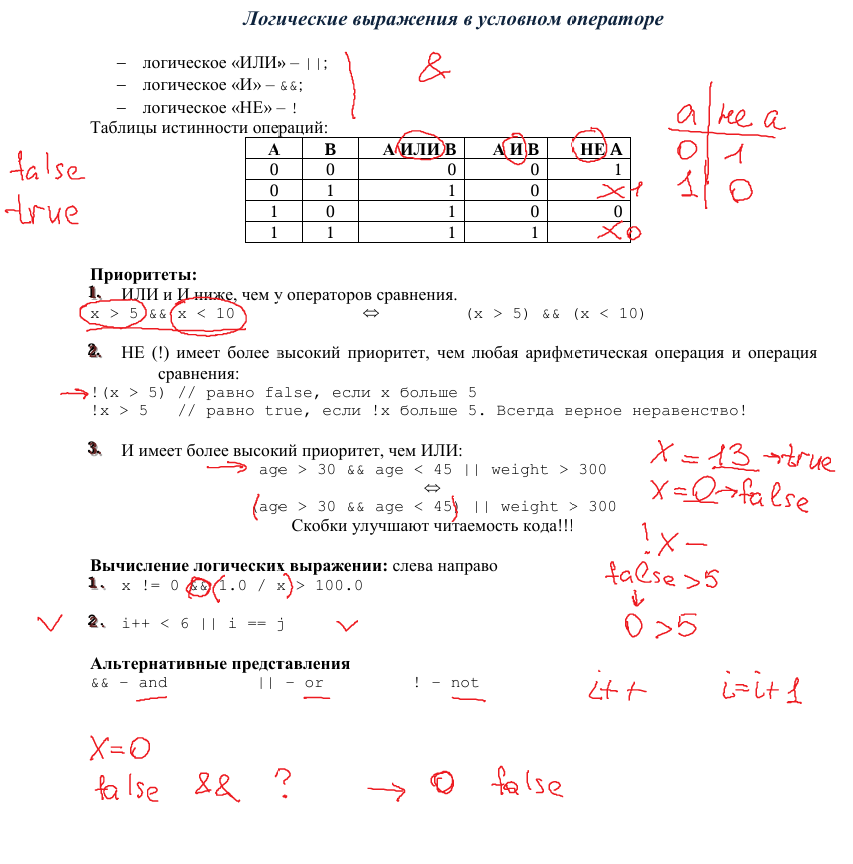 Логические выражения в условном операторе
– логическое «ИЛИ» – ||;
– логическое «И» – &&;
– логическое «НЕ» – !
&
Таблицы истинности операций:
a не a
0 1
1 0
false
true
A B A ИЛИ B A И B НЕ A
0 0 0 0 1
0 1 1 0 x 1
1 0 1 0 0
1 1 1 1 x 0
Приоритеты:
1. ИЛИ и И ниже, чем у операторов сравнения.
x > 5 && x < 10 ⇔ (x > 5) && (x < 10)
2. НЕ (!) имеет более высокий приоритет, чем любая арифметическая операция и операция
сравнения:
!(x > 5) // равно false, если x больше 5
!x > 5 // равно true, если !x больше 5. Всегда верное неравенство!
3. И имеет более высокий приоритет, чем ИЛИ:
age > 30 && age < 45 || weight > 300
⇔
(age > 30 && age < 45) || weight > 300
Скобки улучшают читаемость кода!!!
x = 13 → true
x = 0 → false
!x –
false > 5
↓
0 > 5
Вычисление логических выражении: слева направо
1. x != 0 && (1.0 / x) > 100.0
2. i++ < 6 || i == j
Альтернативные представления
&& – and || – or ! – not
i++ i=i+1
x=0
false && ? → 0 false